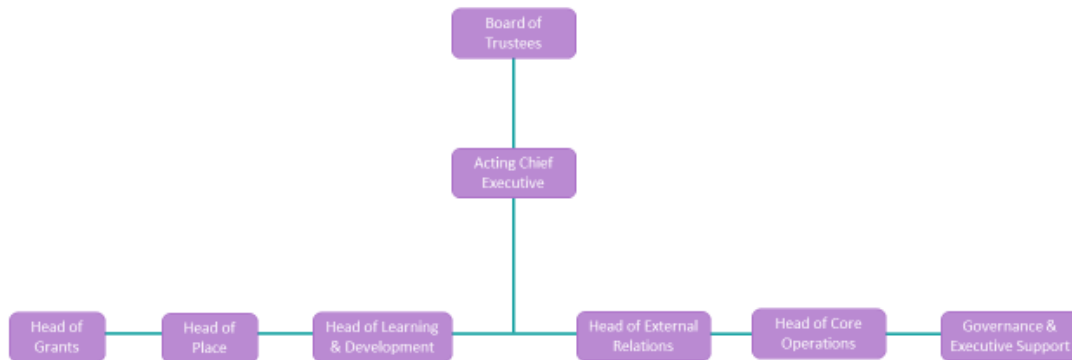 Board of
Trustees
Acting Chief
Executive
Head of
Grants
Head of
Place
Head of Learning
& Development
Head of External
Relations
Head of Core
Operations
Governance &
Executive Support